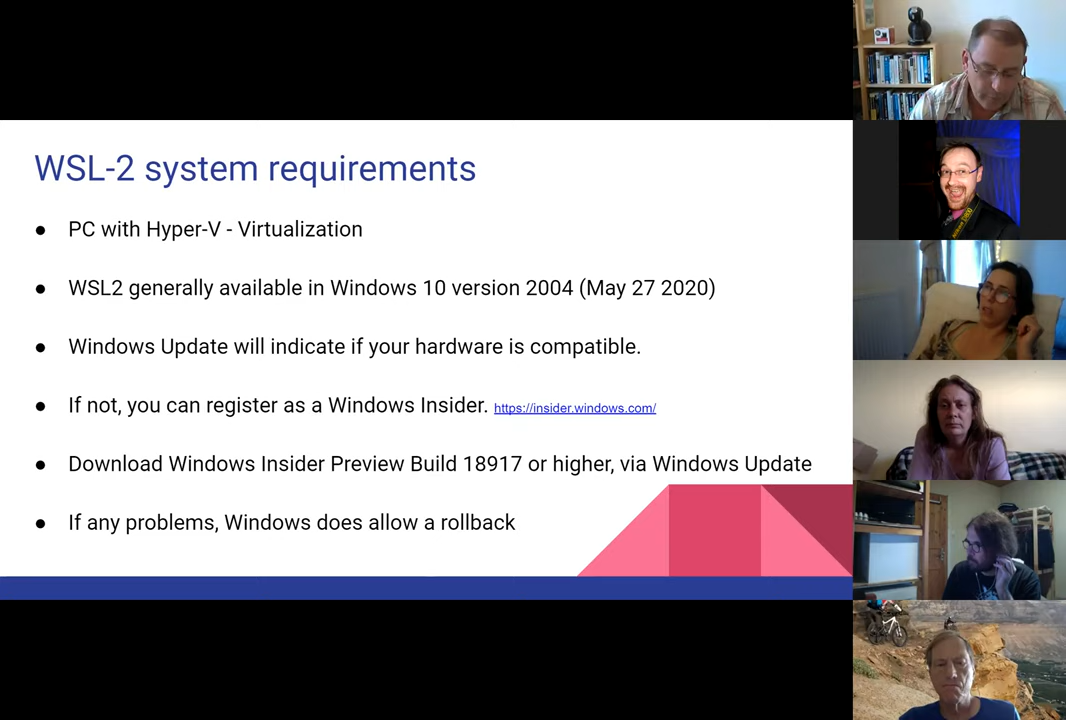 WSL-2 system requirements
● PC with Hyper-V - Virtualization
● WSL2 generally available in Windows 10 version 2004 (May 27 2020)
● Windows Update will indicate if your hardware is compatible.
● If not, you can register as a Windows Insider. https://insider.windows.com/
● Download Windows Insider Preview Build 18917 or higher, via Windows Update
● If any problems, Windows does allow a rollback